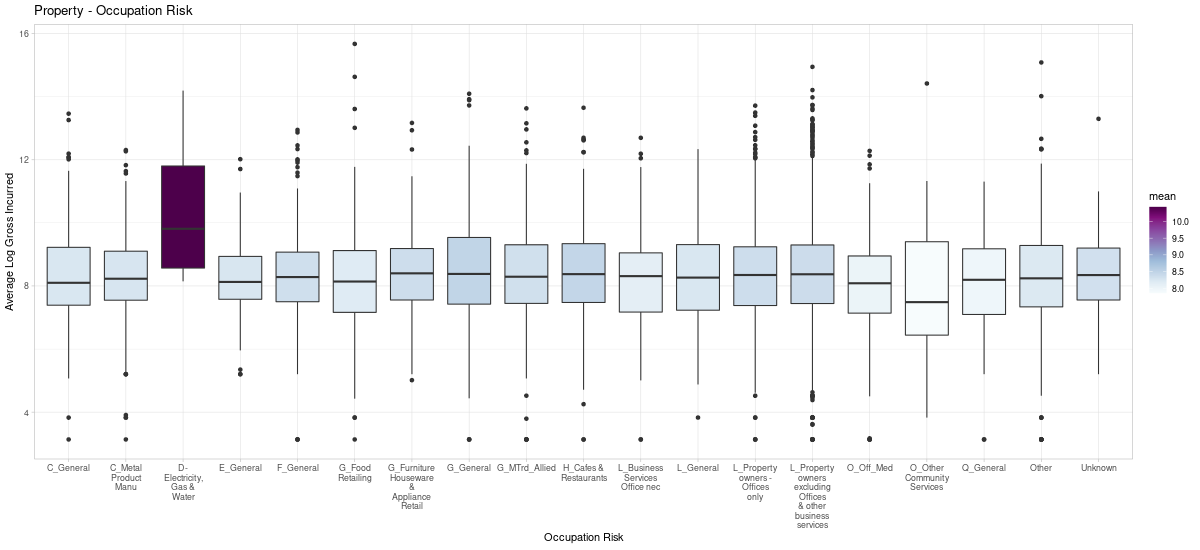 Property - Occupation Risk
Average Log Gross Incurred
16
12
8
4
C_General
C_Metal
Product
Manu
D-
Electricity,
Gas &
Water
E_General
F_General
G_Food
Retailing
G_Furniture
Houseware
&
Appliance
Retail
G_General
G_MTrd_Allied
H_Cafes &
Restaurants
L_Business
Services
Office nec
L_General
L_Property
owners -
Offices
only
L_Property
owners
excluding
Offices
& other
business
services
O_Off_Med
O_Other
Community
Services
Q_General
Other
Unknown
Occupation Risk
mean
10.0
9.5
9.0
8.5
8.0